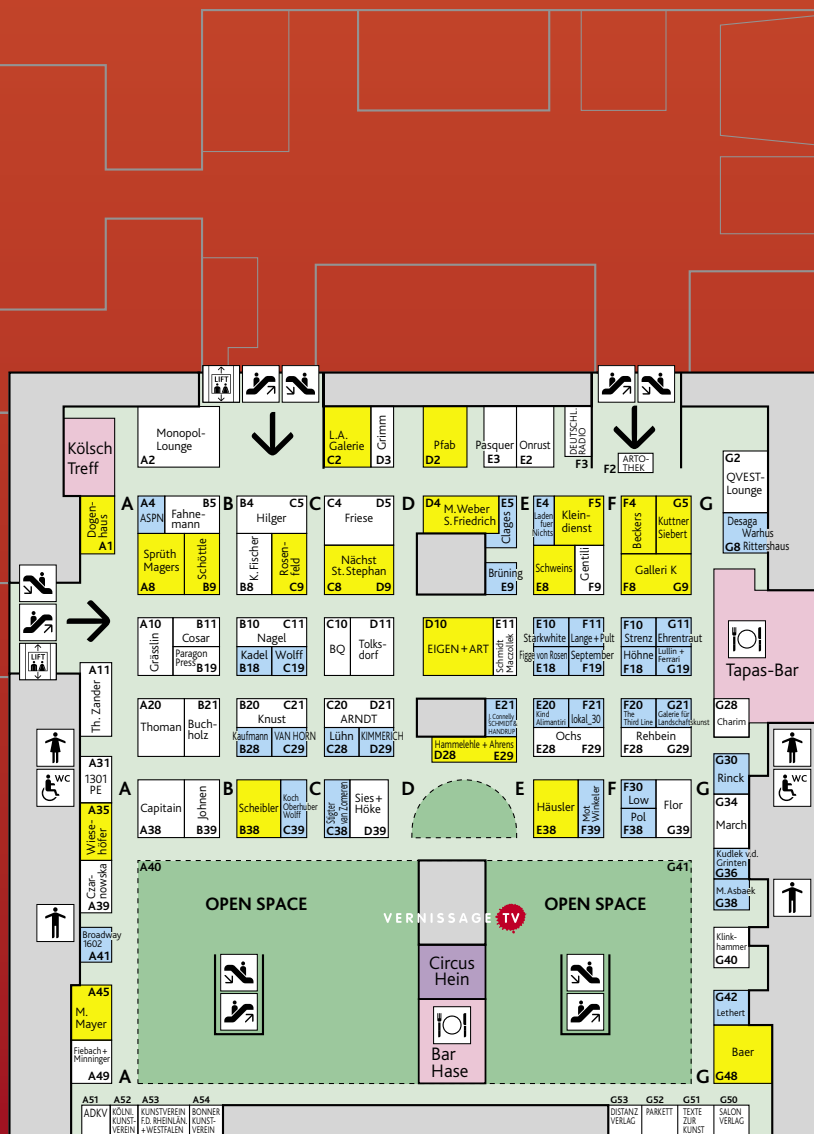 LIFT
Kölsch
Treff
Monopol-
Lounge
A2
L.A.
Galerie
C2
Grimm
D3
Pfab
D2
Pasquer
E3
Onrust
E2
DEUTSCHL.
RADIO
F3
F2
ARTO-
THEK
G2
QVEST-
Lounge
Desaga
Warhus
G8 Rittershaus
Dogen-
haus
A1
A
A4
ASPN
B5
Fahne-
mann
Sprüth
Magers
A8
Schöttle
B9
B
B4
C5
Hilger
K. Fischer
B8
Rosen-
feld
C9
C
C4
D5
Friese
Nächst
St. Stephan
C8
D9
D
D4
M.Weber
S.Friedrich
E5
Clages
Brüning
E9
E
E4
Laden
fuer
Nichts
F5
Klein-
dienst
Schweins
E8
Gentili
F9
F
F4
Beckers
G5
Kuttner
Siebert
Galleri K
F8
G9
G
LIFT
A10
Grässlin
B11
Cosar
Paragon
Press
B19
B10
C11
Nagel
Kadel
B18
Wolff
C19
C10
BQ
D11
Tolks-
dorf
D10
EIGEN+ART
E11
Schmidt
Maczollek
E10
Starkwhite
F11
Lange+Pult
Figge von Rosen
E18
September
F19
F10
Strenz
G11
Ehrentraut
Höhne
F18
Lullin +
Ferrari
G19
Tapas-Bar
A11
Th. Zander
A20
Thoman
B21
Buch-
holz
B20
C21
Knust
Kaufmann
B28
VAN HORN
C29
C20
D21
ARNDT
Lühn
C28
KIMMERICH
D29
E21
J. Connelly
SCHMIDT&
HANDRUP
Hammelehle + Ahrens
D28
E29
E20
Kind
Alimantiri
F21
lokal_30
Ochs
E28
F29
F20
The
Third Line
G21
Galerie für
Landschaftskunst
Rehbein
F28
G29
G28
Charim
WC
A31
1301
PE
A35
Wiese-
höfer
Czar-
nowska
A39
A
Capitain
A38
Johnen
B39
B
Scheibler
B38
Koch
Oberhuber
Wolff
C39
C
Stigter
van Zomeren
C38
Sies+
Höke
D39
D
E
Häusler
E38
Mot
Winkeler
F39
F
F30
Low
Pol
F38
Flor
G39
G
G30
Rinck
G34
March
Kudlek v.d.
Grinten
G36
M.Asbaek
G38
WC
A40
G41
OPEN SPACE
OPEN SPACE
VERNISSAGE TV
Broadway
1602
A41
Circus
Hein
Bar
Hase
Klink-
hammer
G40
G42
Lethert
Baer
G48
A45
M.
Mayer
Fiebach+
Minninger
A49
A
G
A51
ADKV
A52
KÖLN.
KUNST-
VEREIN
A53
KUNSTVEREIN
F.D. RHEINLÄN.
+WESTFALEN
A54
BONNER
KUNST-
VEREIN
G53
DISTANZ
VERLAG
G52
PARKETT
G51
TEXTE
ZUR
KUNST
G50
SALON
VERLAG